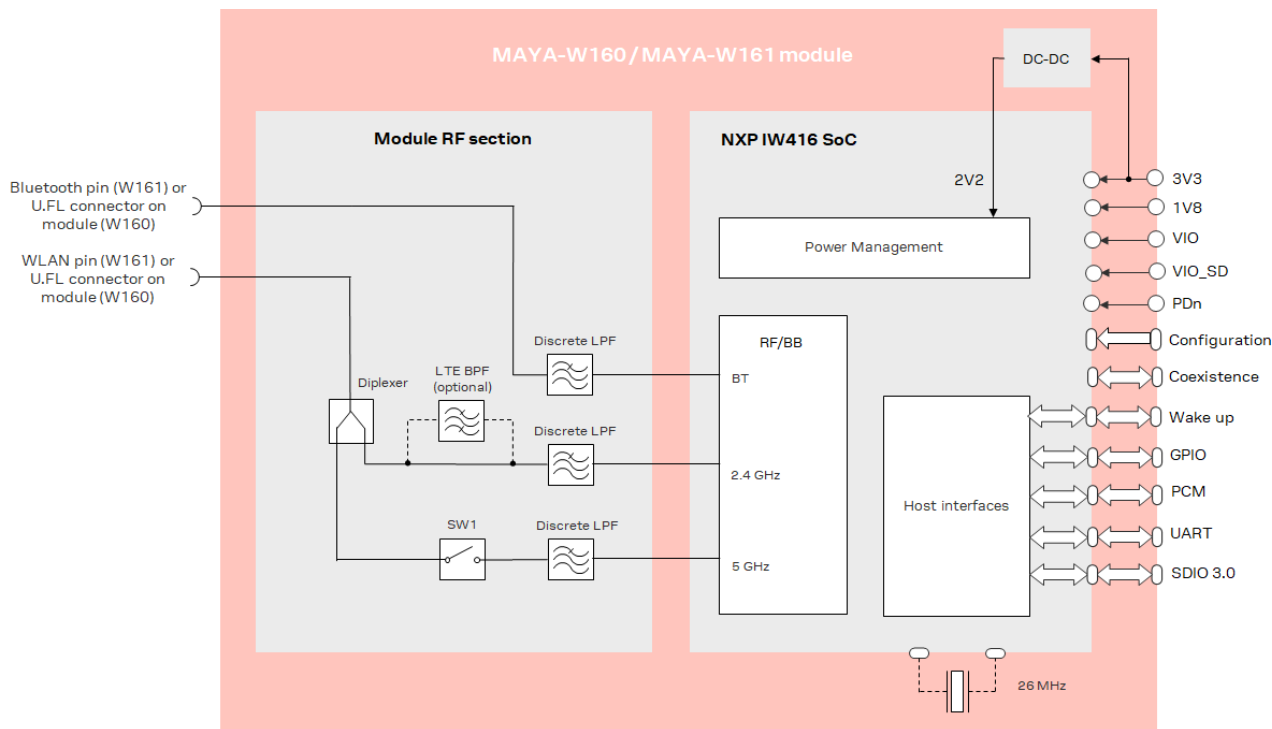 MAYA-W160 / MAYA-W161 module
DC-DC
Module RF section
NXP IW416 SoC
Bluetooth pin (W161) or
U.FL connector on
module (W160)
WLAN pin (W161) or
U.FL connector on
module (W160)
2V2
Power Management
3V3
1V8
VIO
VIO_SD
PDn
Configuration
Coexistence
Wake up
GPIO
PCM
UART
SDIO 3.0
Discrete LPF
RF/BB
LTE BPF
(optional)
Diplexer
BT
Discrete LPF
2.4 GHz
Host interfaces
SW1
Discrete LPF
5 GHz
26 MHz